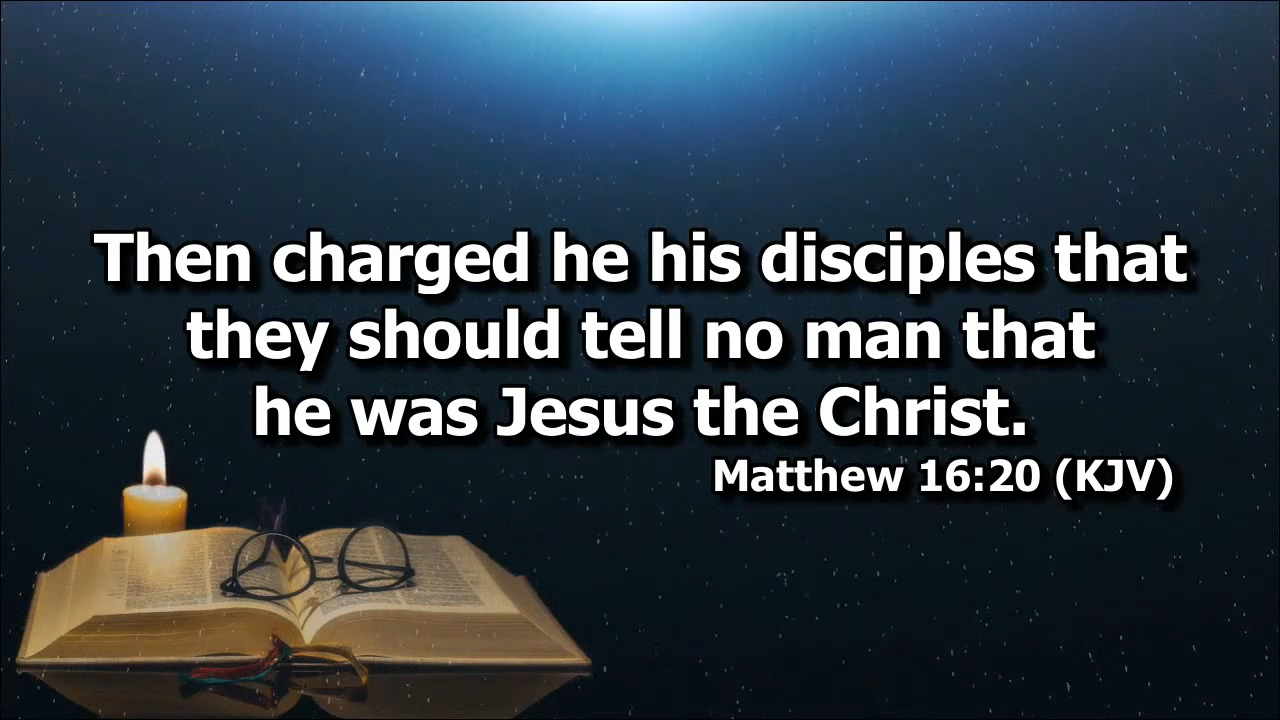 Then charged he his disciples that
they should tell no man that
he was Jesus the Christ.
Matthew 16:20 (KJV)